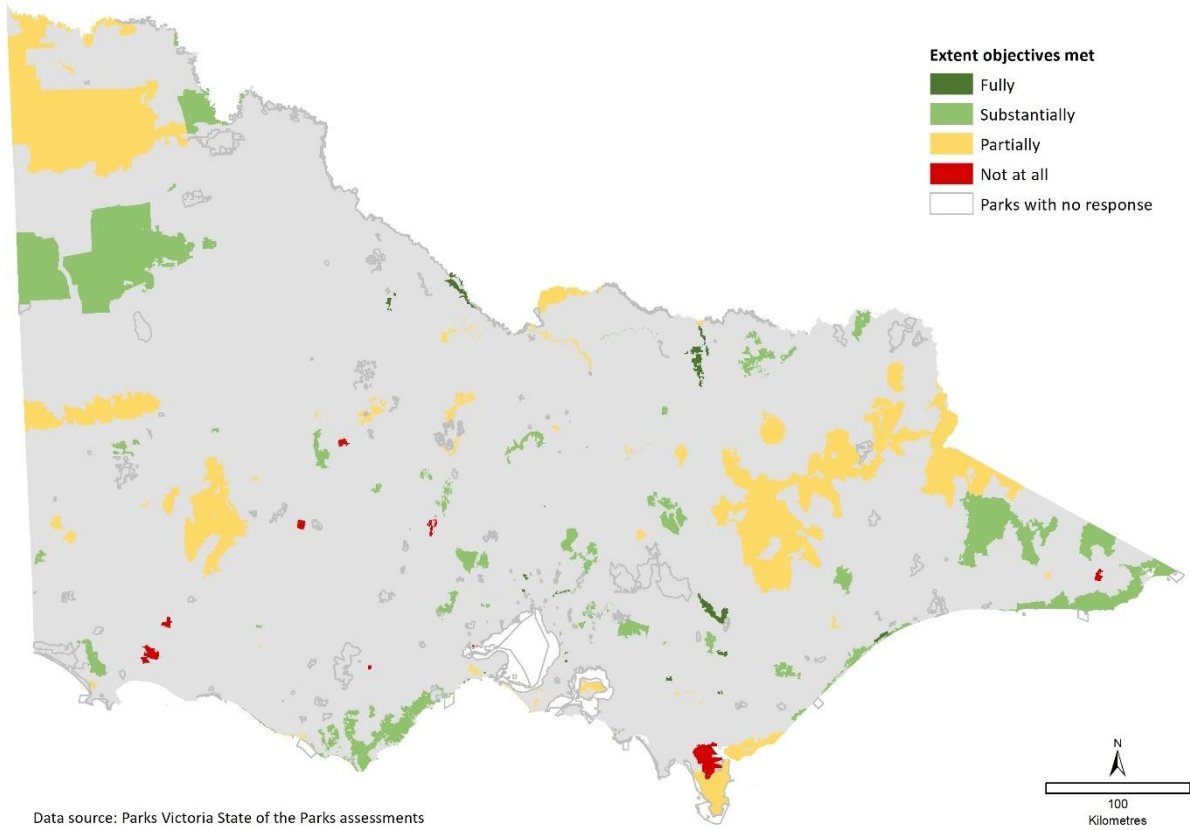 Extent objectives met
Fully
Substantially
Partially
Not at all
Parks with no response
N
100
Kilometres
Data source: Parks Victoria State of the Parks assessments